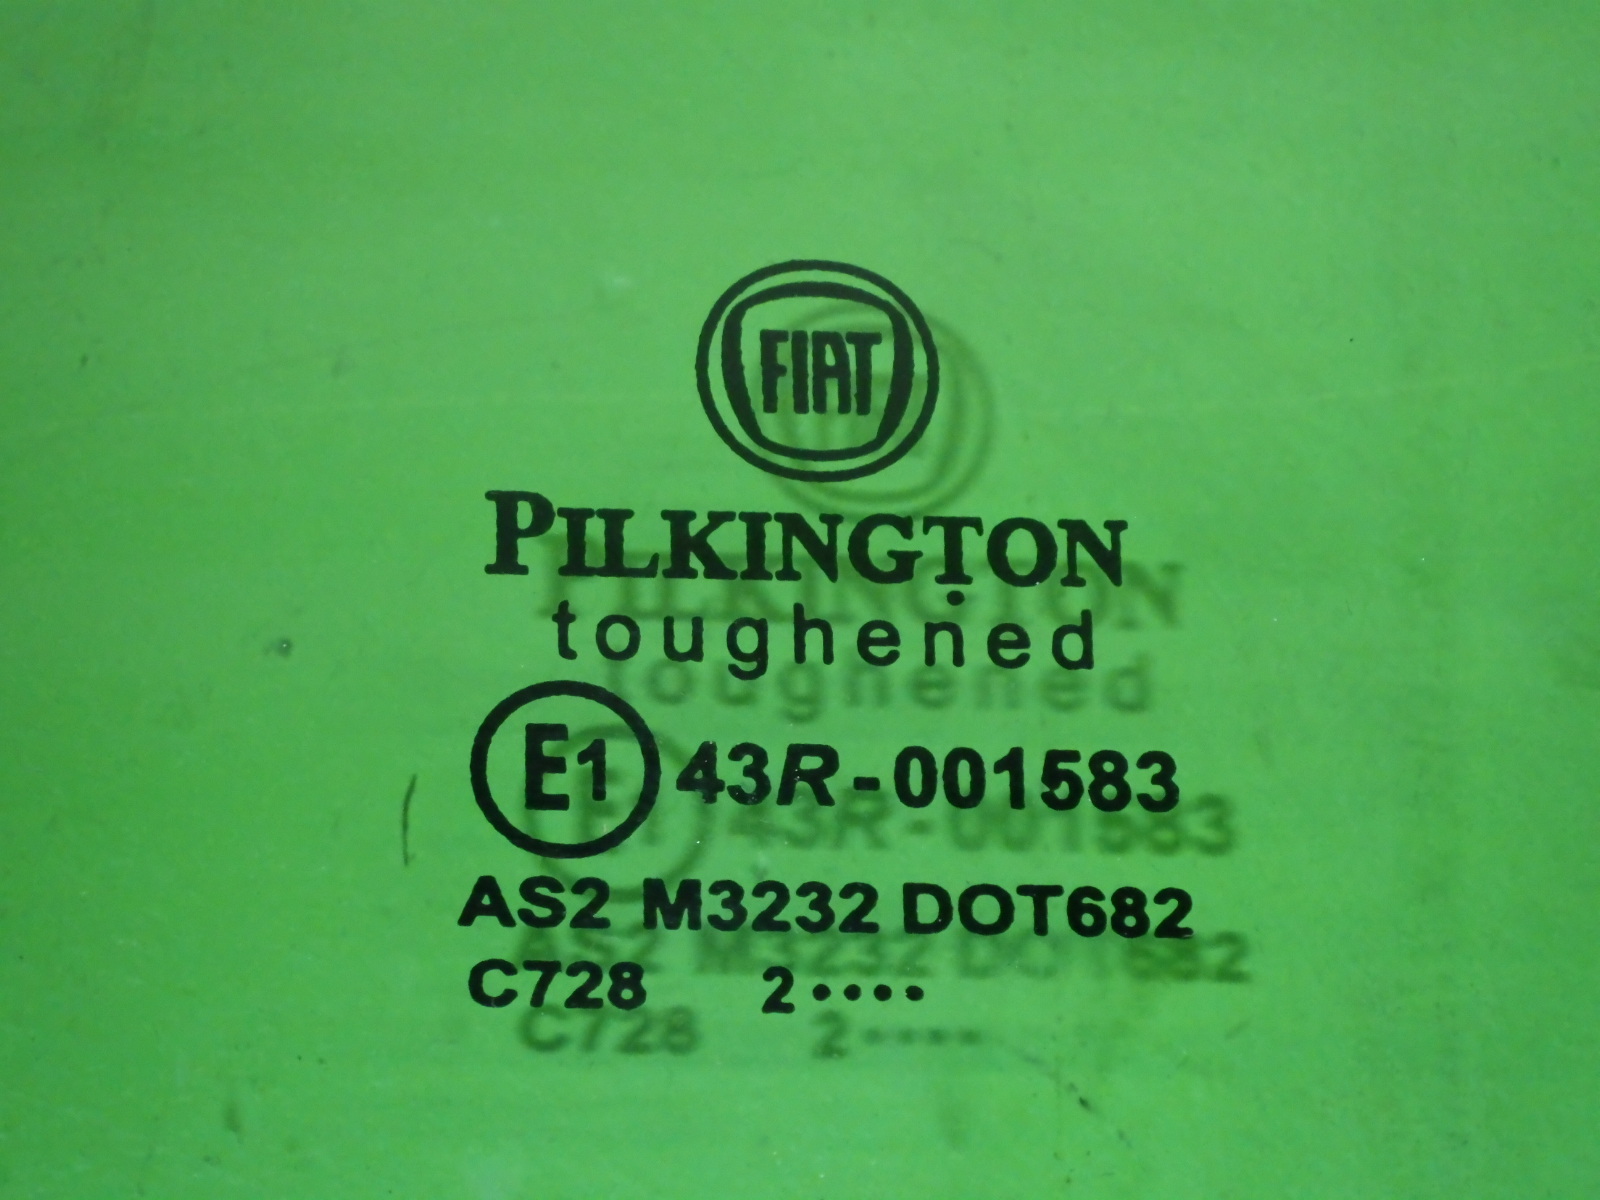 FIAT
PILKINGTON
toughened
E1 43R-001583
AS2 M3232 DOT682
C728 2••••